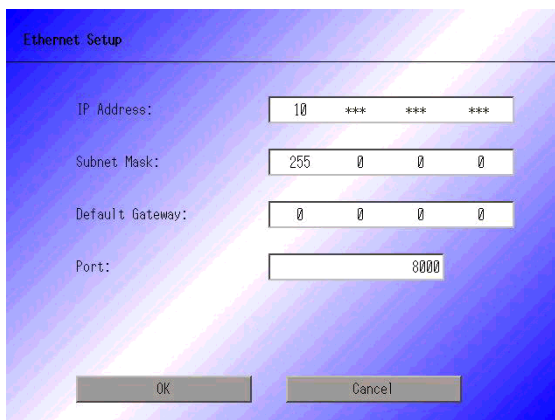 Ethernet Setup
IP Address: 10 *** *** ***
Subnet Mask: 255 0 0 0
Default Gateway: 0 0 0 0
Port: 8000
OK Cancel